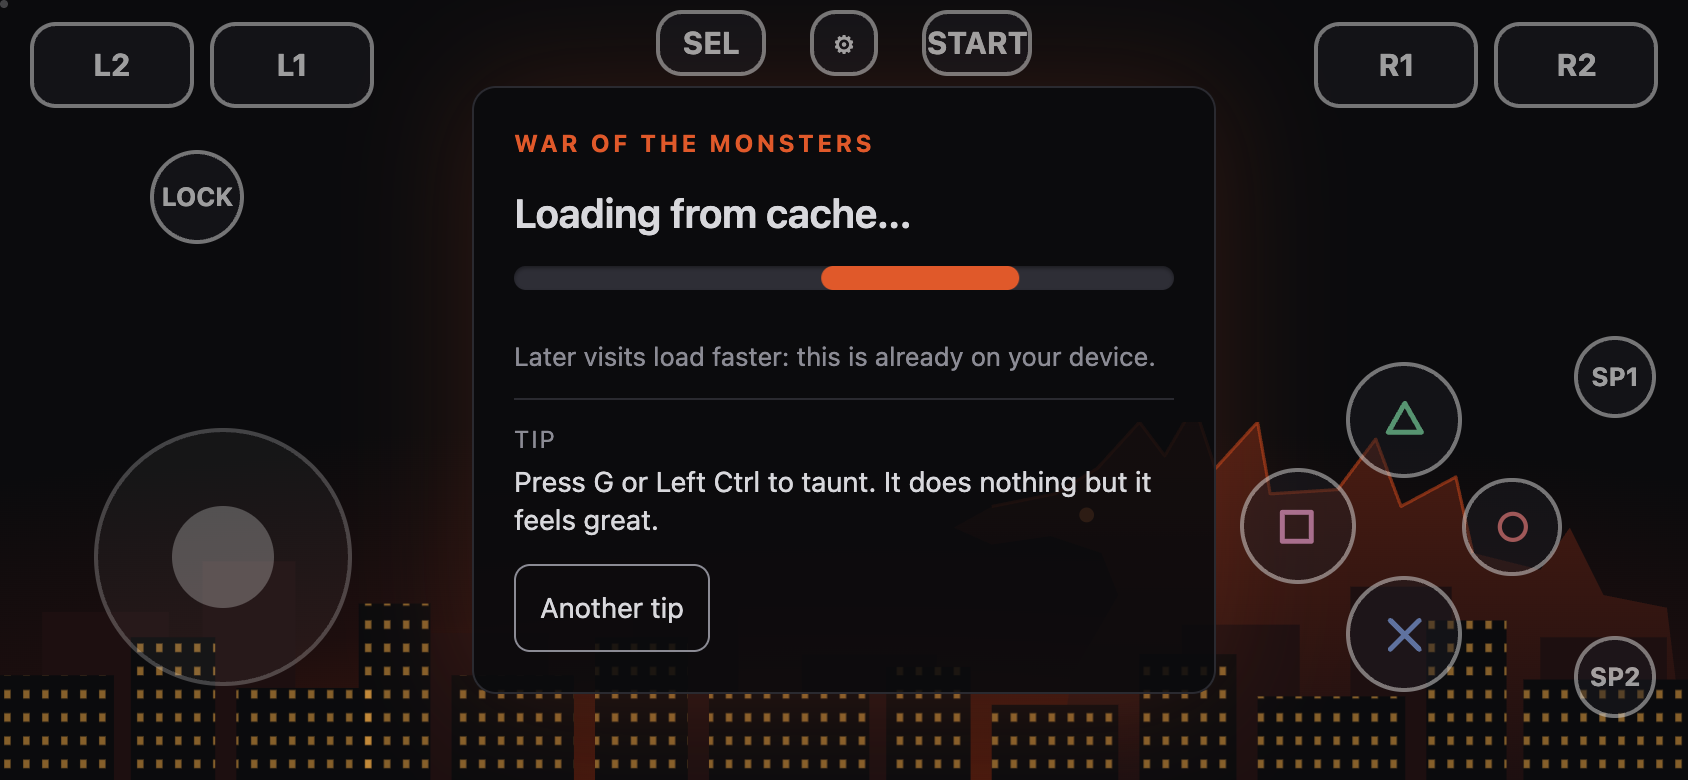 L2
L1
SEL
⚙
START
R1
R2
LOCK
WAR OF THE MONSTERS
Loading from cache...
Later visits load faster: this is already on your device.
TIP
Press G or Left Ctrl to taunt. It does nothing but it
feels great.
Another tip
SP1
SP2